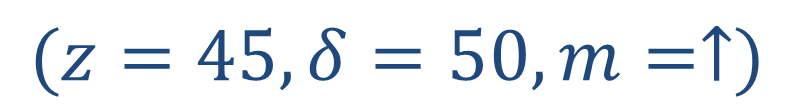 (z = 45, δ = 50, m =↑)